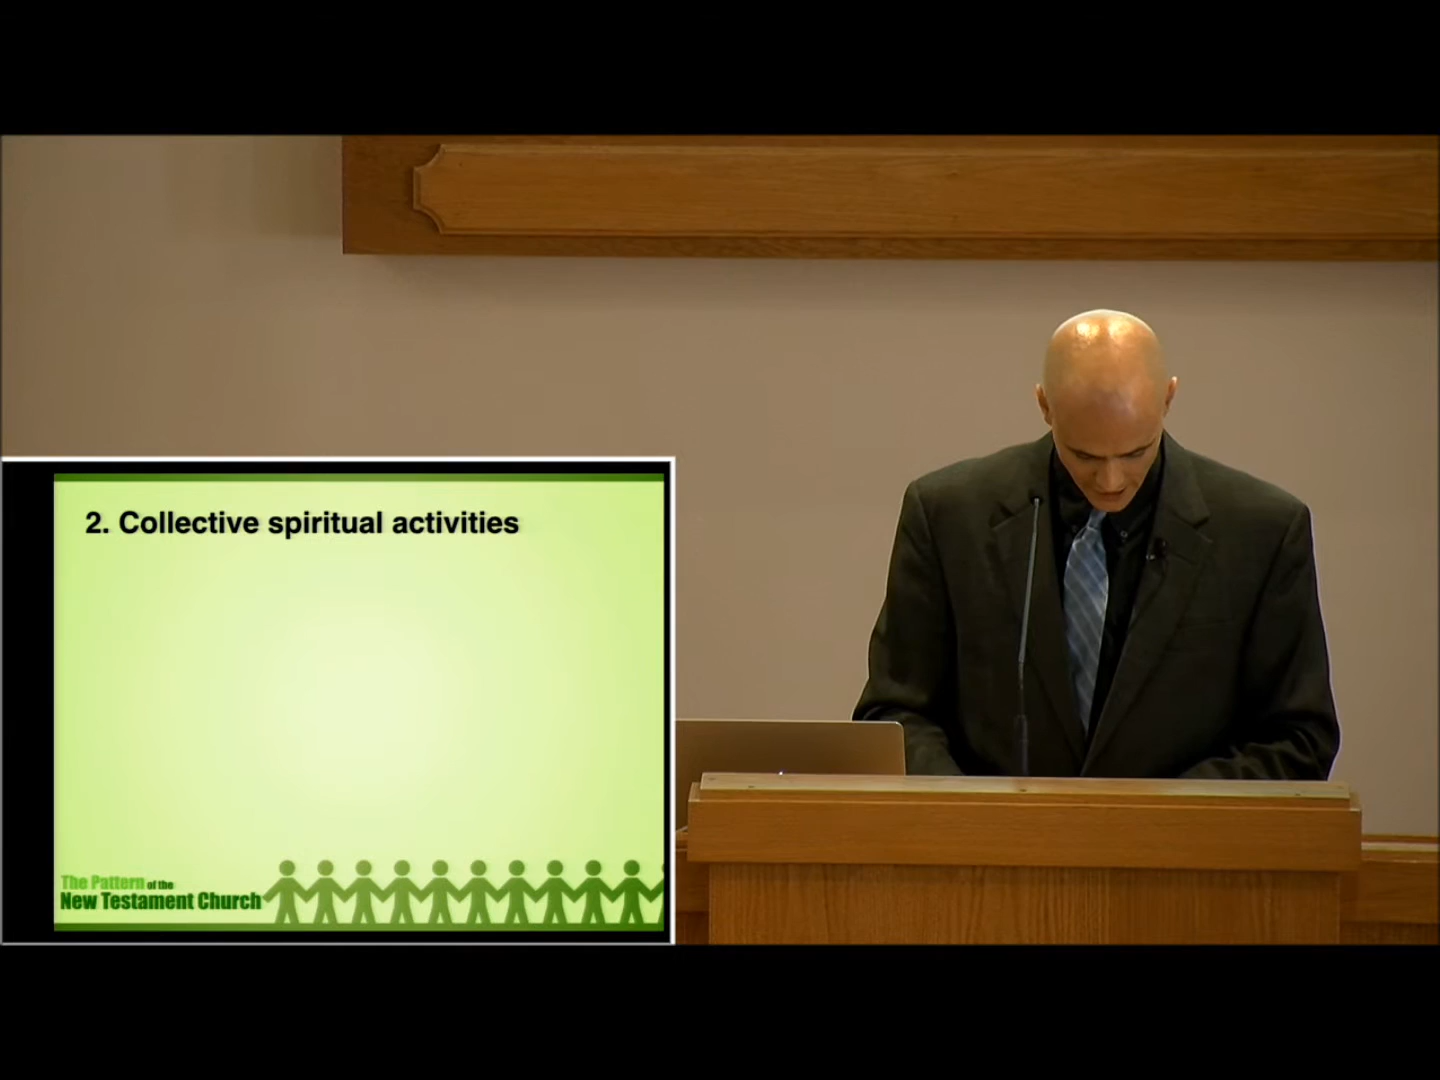 2. Collective spiritual activities
The Pattern of the
New Testament Church